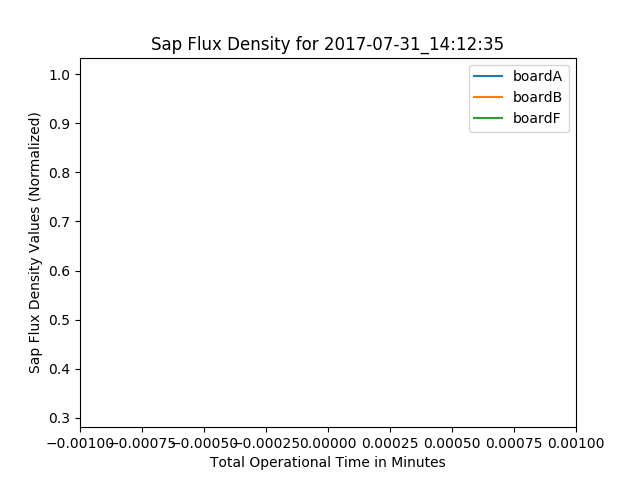 Sap Flux Density for 2017-07-31_14:12:35
boardA
boardB
boardF
Sap Flux Density Values (Normalized)
1.0
0.9
0.8
0.7
0.6
0.5
0.4
0.3
−0.00100 −0.00075 −0.00050 −0.00025 0.00000 0.00025 0.00050 0.00075 0.00100
Total Operational Time in Minutes